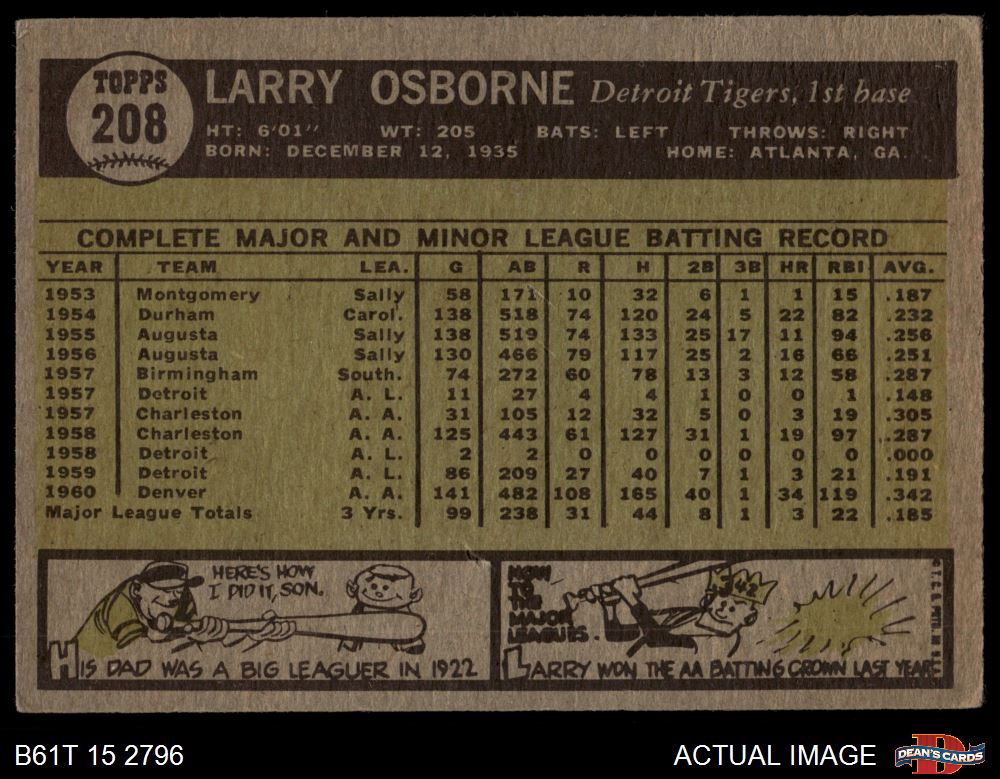 TOPPS
208
LARRY OSBORNE Detroit Tigers, 1st base
HT: 6'01" WT: 205 BATS: LEFT THROWS: RIGHT
BORN: DECEMBER 12, 1935 HOME: ATLANTA, GA.
COMPLETE MAJOR AND MINOR LEAGUE BATTING RECORD
YEAR TEAM LEA. G AB R H 2B 3B HR RBI AVG.
1953 Montgomery Sally 58 171 10 32 6 1 1 15 .187
1954 Durham Carol. 138 518 74 120 24 5 22 82 .232
1955 Augusta Sally 138 519 74 133 25 17 11 94 .256
1956 Augusta Sally 130 466 79 117 25 2 16 66 .251
1957 Birmingham South. 74 272 60 78 13 3 12 58 .287
1957 Detroit A. L. 11 27 4 4 1 0 0 1 .148
1957 Charleston A. A. 31 105 12 32 5 0 3 19 .305
1958 Charleston A. A. 125 443 61 127 31 1 19 97 .287
1958 Detroit A. L. 2 2 0 0 0 0 0 0 .000
1959 Detroit A. L. 86 209 27 40 7 1 3 21 .191
1960 Denver A. A. 141 482 108 165 40 1 34 119 .342
Major League Totals 3 Yrs. 99 238 31 44 8 1 3 22 .185
HERE'S HOW
I DID IT, SON.
HIS DAD WAS A BIG LEAGUER IN 1922
NOW
TO
THE
MAJOR
LEAGUES.
.342
LARRY WON THE AA BATTING CROWN LAST YEAR
B61T 15 2796 ACTUAL IMAGE
DEAN'S CARDS